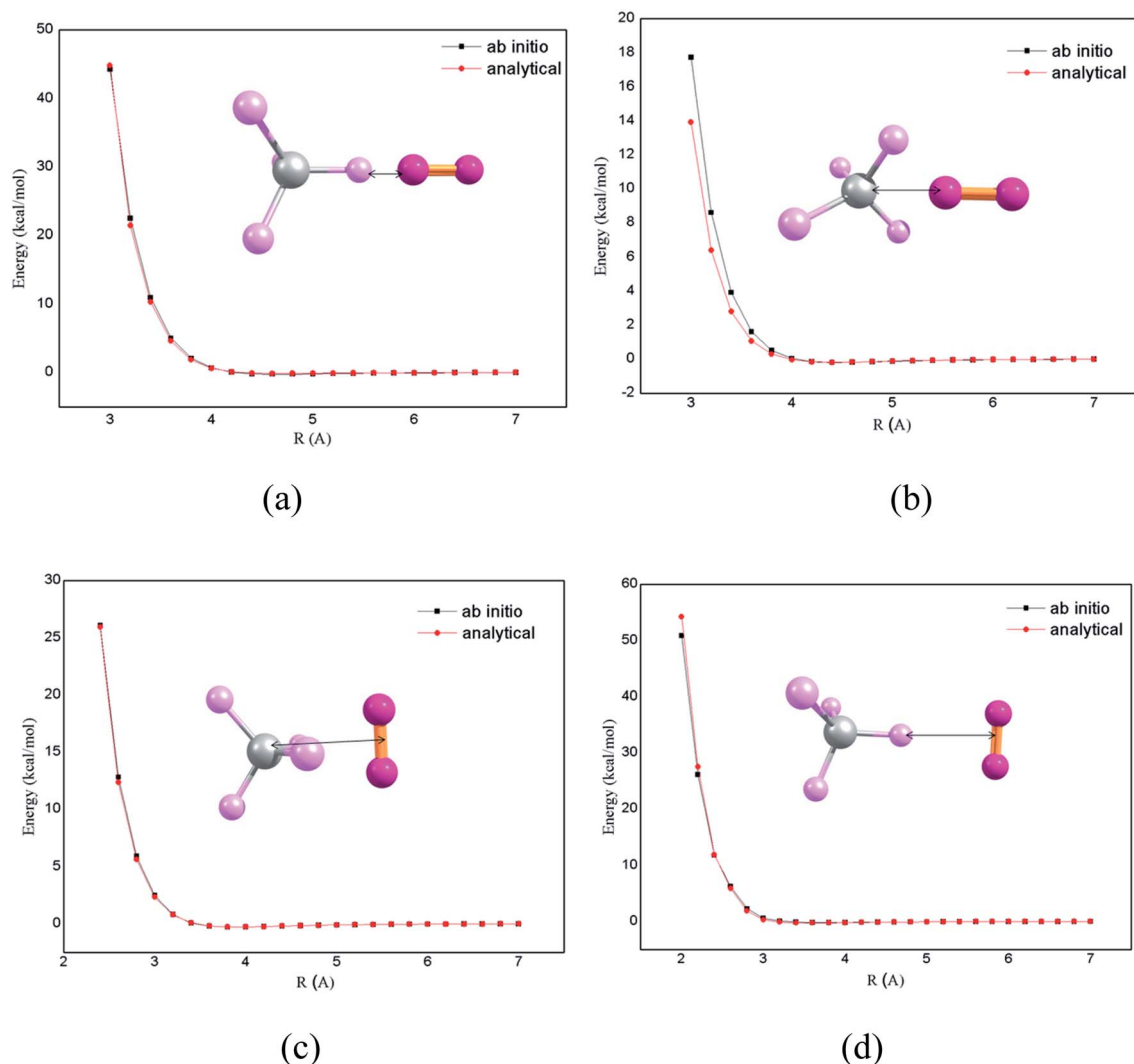 50
40
30
20
10
0
Energy (kcal/mol)
3 4 5 6 7
R (A)
ab initio
analytical
(a)
20
18
16
14
12
10
8
6
4
2
0
-2
Energy (kcal/mol)
3 4 5 6 7
R (A)
ab initio
analytical
(b)
30
25
20
15
10
5
0
Energy (kcal/mol)
2 3 4 5 6 7
R (A)
ab initio
analytical
(c)
60
50
40
30
20
10
0
Energy (kcal/mol)
2 3 4 5 6 7
R (A)
ab initio
analytical
(d)